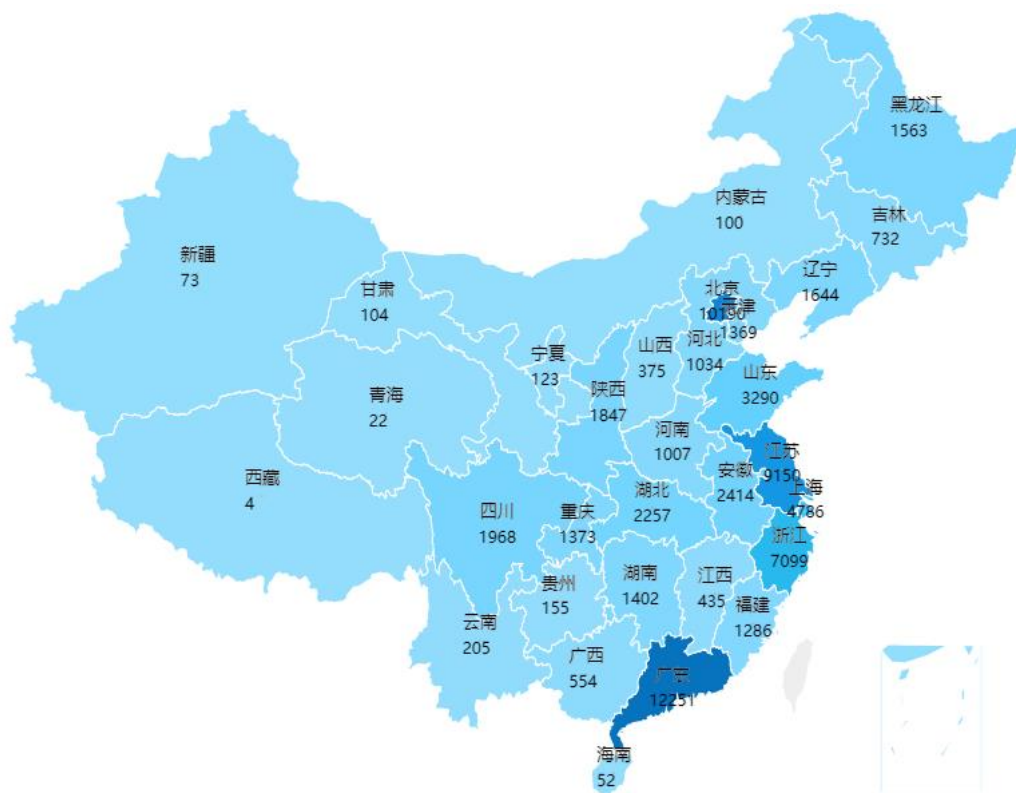 黑龙江
1563
内蒙古
100
吉林
732
新疆
73
辽宁
1644
甘肃
104
北京
10190
天津
1369
宁夏
123
山西
375
河北
1034
山东
3290
青海
22
陕西
1847
河南
1007
江苏
9150
安徽
2414
西藏
4
湖北
2257
上海
4786
四川
1968
重庆
1373
浙江
7099
贵州
155
湖南
1402
江西
435
福建
1286
云南
205
广西
554
广东
12251
海南
52